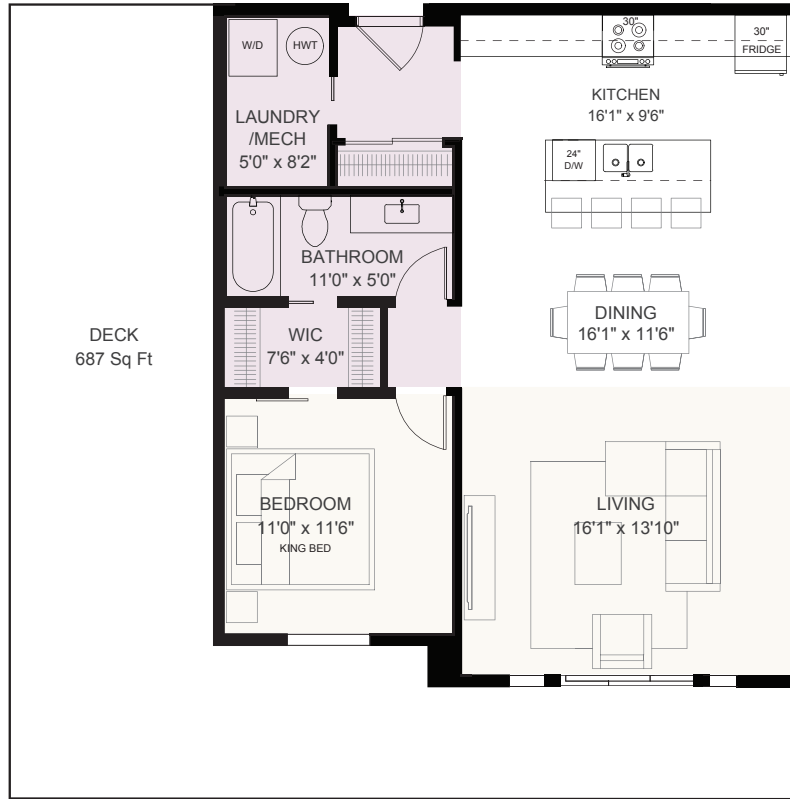 W/D
HWT
30"
30"
FRIDGE
LAUNDRY
/MECH
5'0" x 8'2"
KITCHEN
16'1" x 9'6"
24"
D/W
BATHROOM
11'0" x 5'0"
DECK
687 Sq Ft
WIC
7'6" x 4'0"
DINING
16'1" x 11'6"
BEDROOM
11'0" x 11'6"
KING BED
LIVING
16'1" x 13'10"